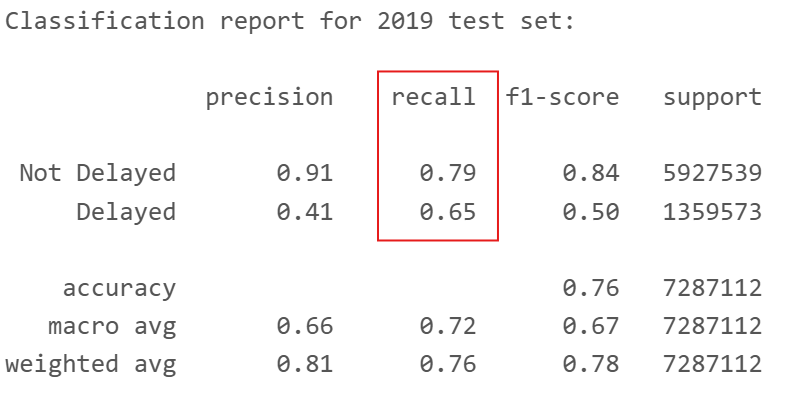 Classification report for 2019 test set:
precision recall f1-score support
Not Delayed 0.91 0.79 0.84 5927539
Delayed 0.41 0.65 0.50 1359573
accuracy 0.76 7287112
macro avg 0.66 0.72 0.67 7287112
weighted avg 0.81 0.76 0.78 7287112